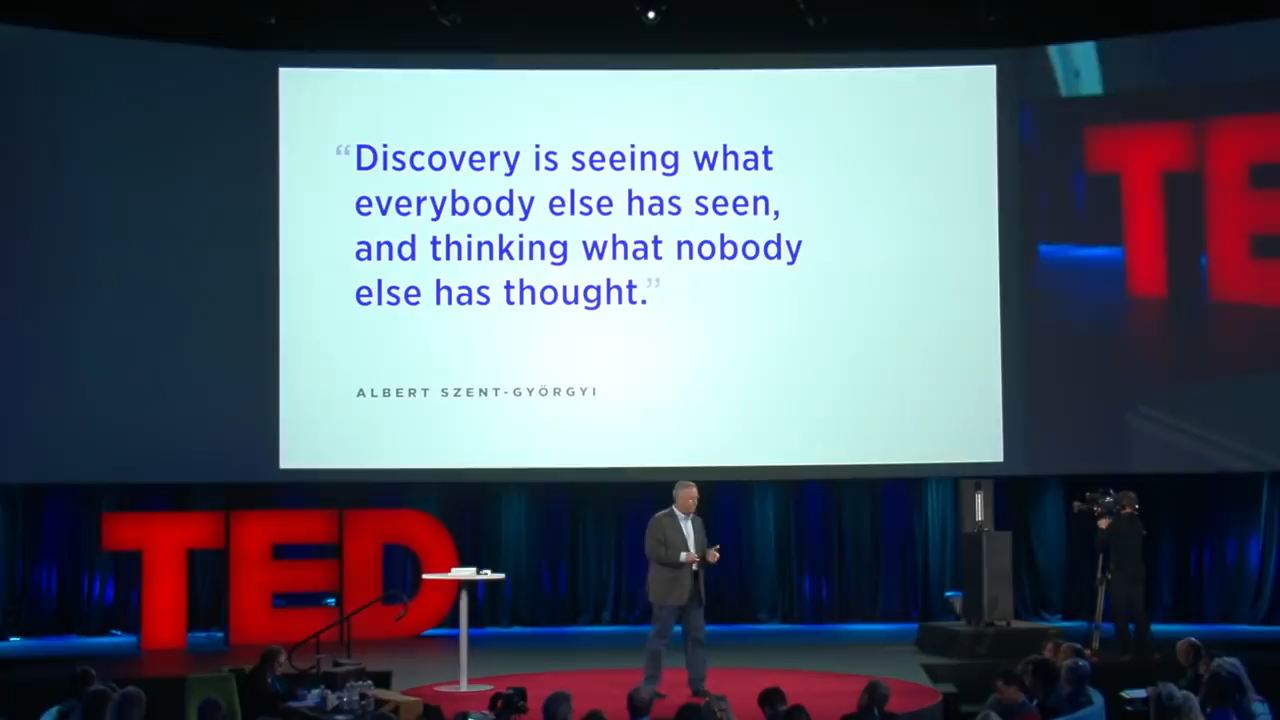 “Discovery is seeing what
everybody else has seen,
and thinking what nobody
else has thought.”
ALBERT SZENT-GYÖRGYI
TE
TED